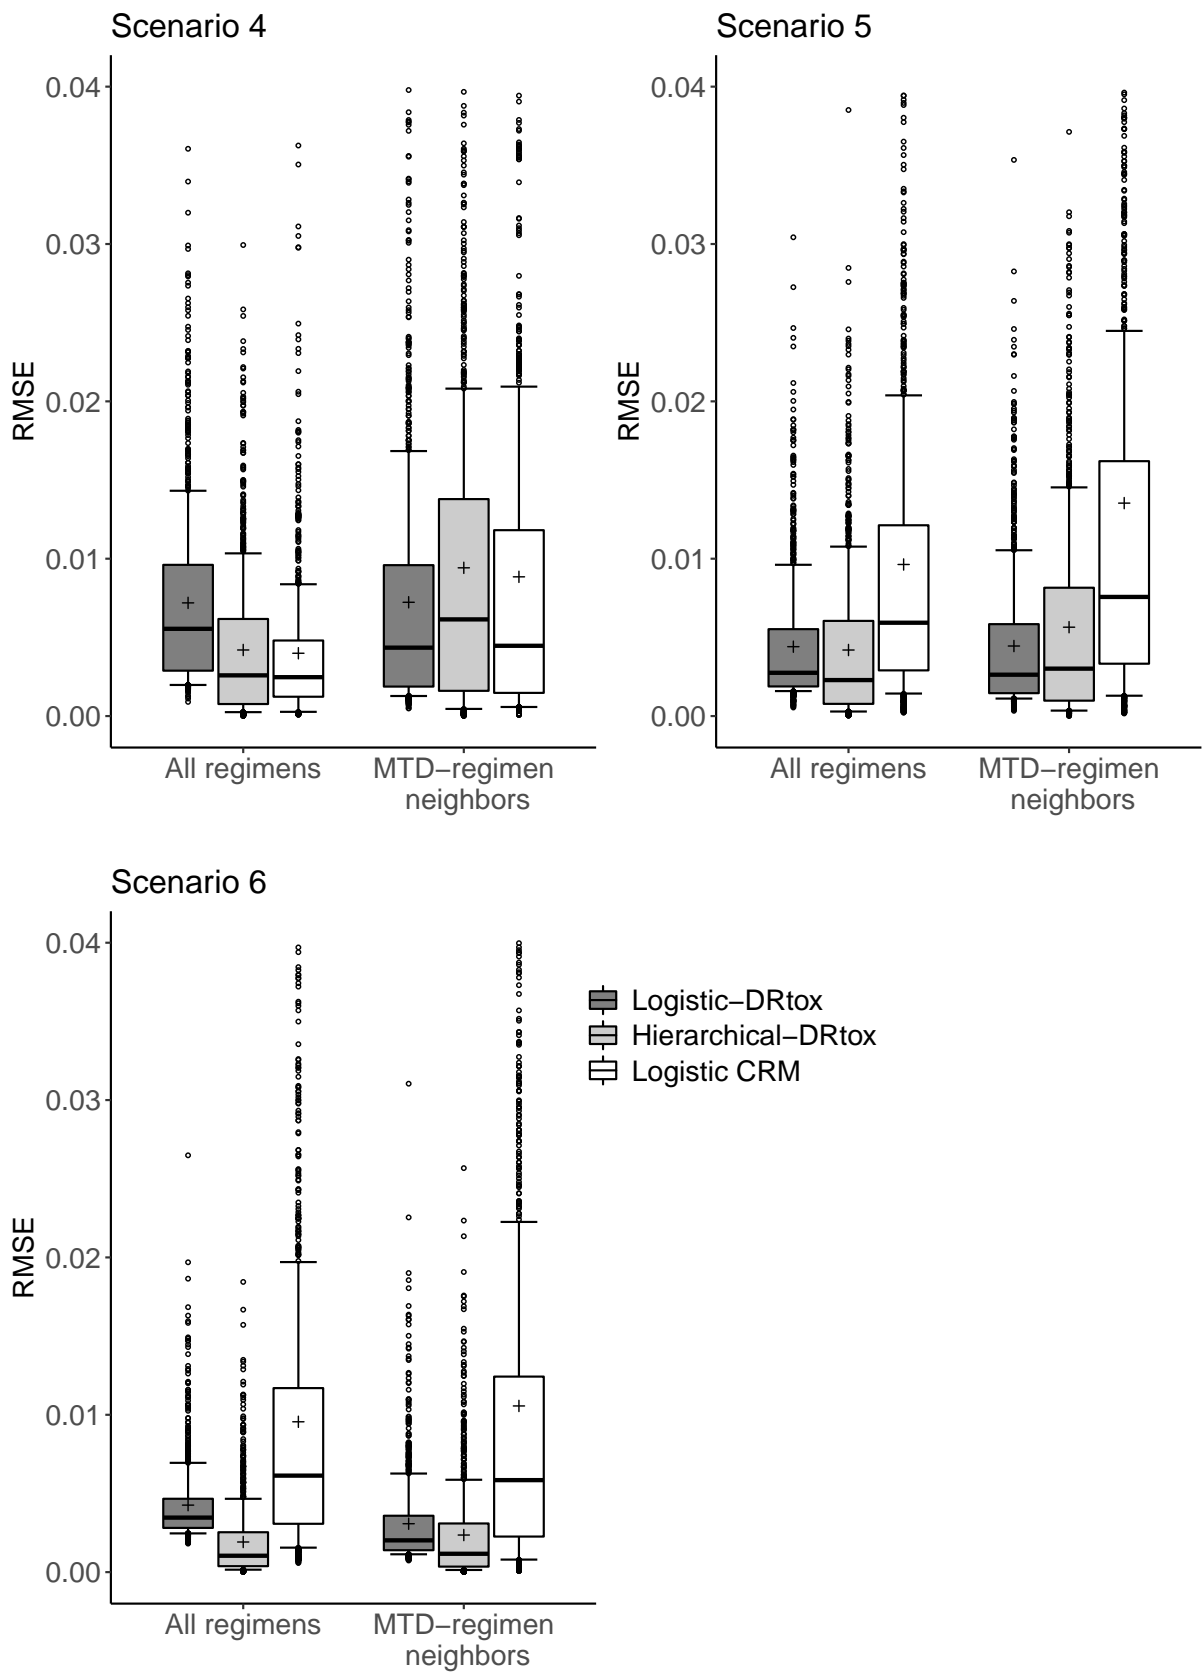 Scenario 4
RMSE
0.04
0.03
0.02
0.01
0.00
All regimens
MTD−regimen
neighbors
Scenario 5
RMSE
0.04
0.03
0.02
0.01
0.00
All regimens
MTD−regimen
neighbors
Scenario 6
RMSE
0.04
0.03
0.02
0.01
0.00
All regimens
MTD−regimen
neighbors
Logistic−DRtox
Hierarchical−DRtox
Logistic CRM